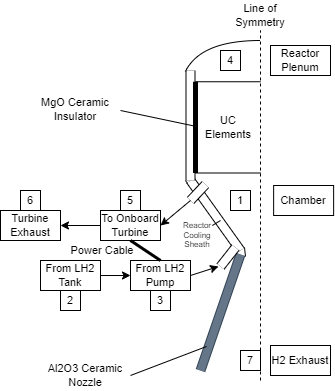 Line of
Symmetry
4
Reactor
Plenum
MgO Ceramic
Insulator
UC
Elements
6
5
1
Chamber
Turbine
Exhaust
To Onboard
Turbine
Reactor
Cooling
Sheath
Power Cable
From LH2
Tank
From LH2
Pump
2
3
7
H2 Exhaust
Al2O3 Ceramic
Nozzle